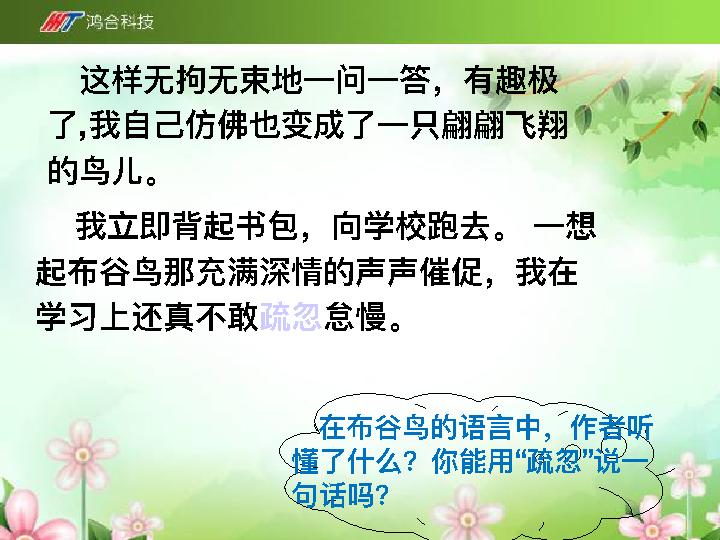 鸿合科技
这样无拘无束地一问一答，有趣极
了,我自己仿佛也变成了一只翩翩飞翔
的鸟儿。
我立即背起书包，向学校跑去。 一想
起布谷鸟那充满深情的声声催促，我在
学习上还真不敢疏忽怠慢。
在布谷鸟的语言中，作者听
懂了什么？你能用“疏忽”说一
句话吗？